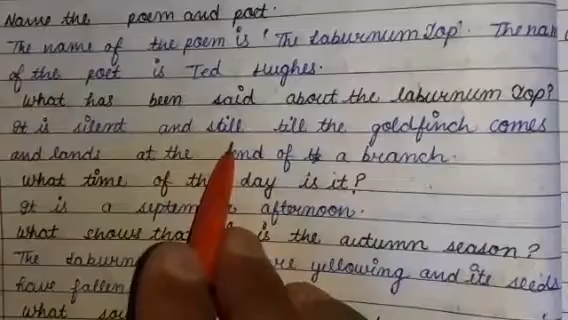 Name the poem and poet.
The name of the poem is 'The Laburnum Top'. The nam
of the poet is Ted Hughes.
What has been said about the laburnum Top?
It is silent and still till the goldfinch comes
and lands at the end of a branch.
What time of the day is it?
It is a september afternoon.
What shows that is the autumn season?
The Laburn yellowing and its seeds
have fallen
What